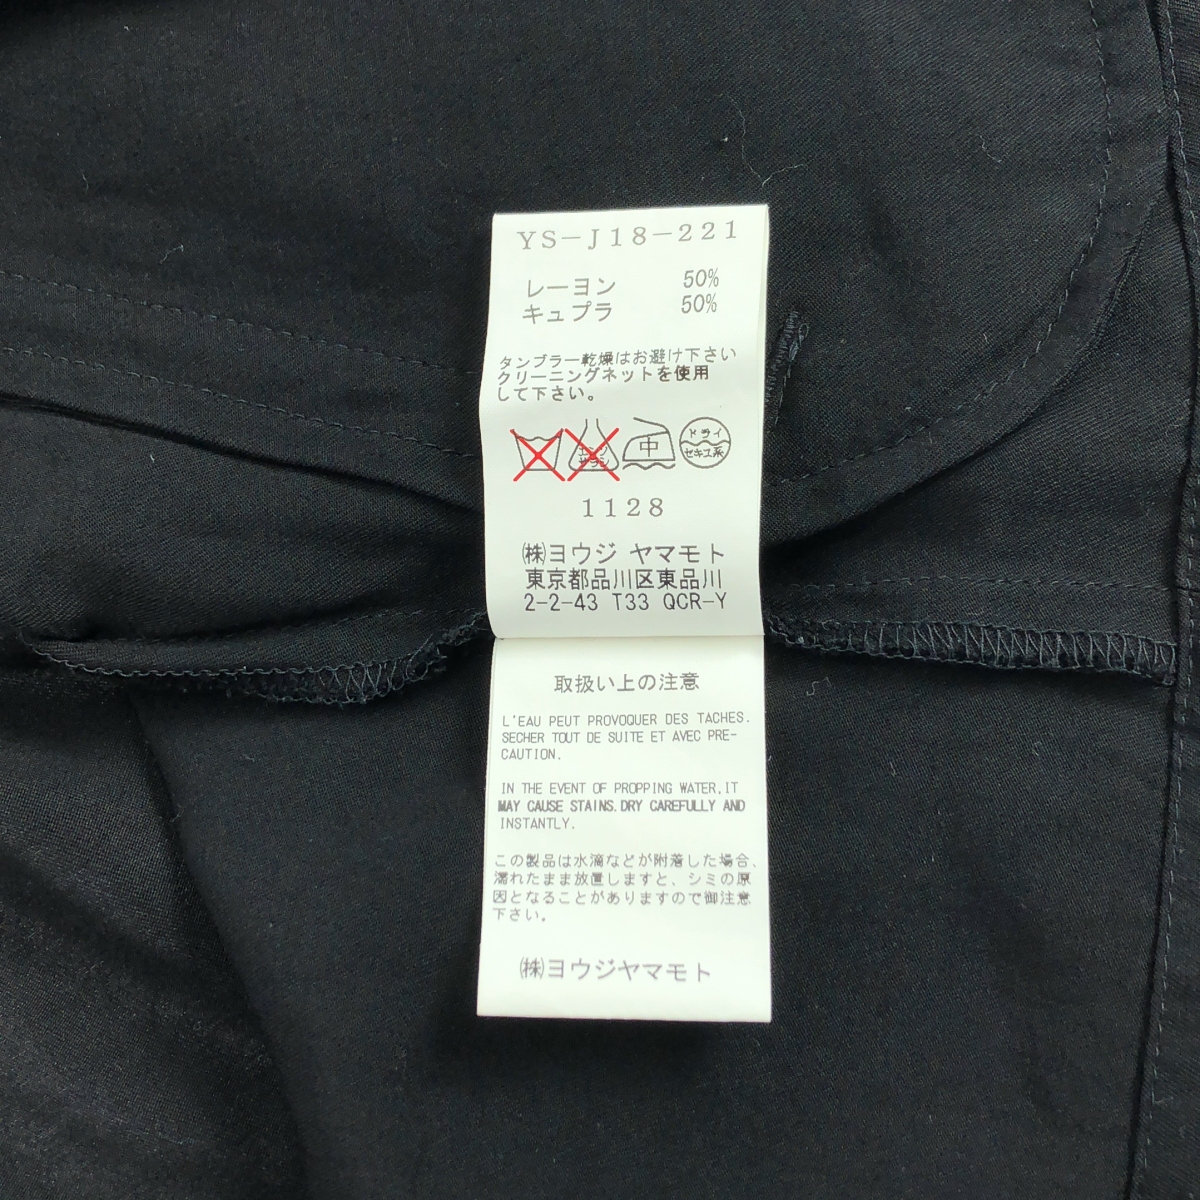 YS-J18-221
レーヨン 50%
キュプラ 50%
タンブラー乾燥はお避け下さい
クリーニングネットを使用
して下さい。
エンソ
サラシ
中
ドライ
セキユ系
1128
㈱ヨウジ ヤマモト
東京都品川区東品川
2-2-43 T33 QCR-Y
取扱い上の注意
L'EAU PEUT PROVOQUER DES TACHES.
SECHER TOUT DE SUITE ET AVEC PRE-
CAUTION.
IN THE EVENT OF PROPPING WATER,IT
MAY CAUSE STAINS.DRY CAREFULLY AND
INSTANTLY.
この製品は水滴などが附着した場合、
濡れたまま放置しますと、シミの原
因となることがありますので御注意
下さい。
㈱ヨウジヤマモト